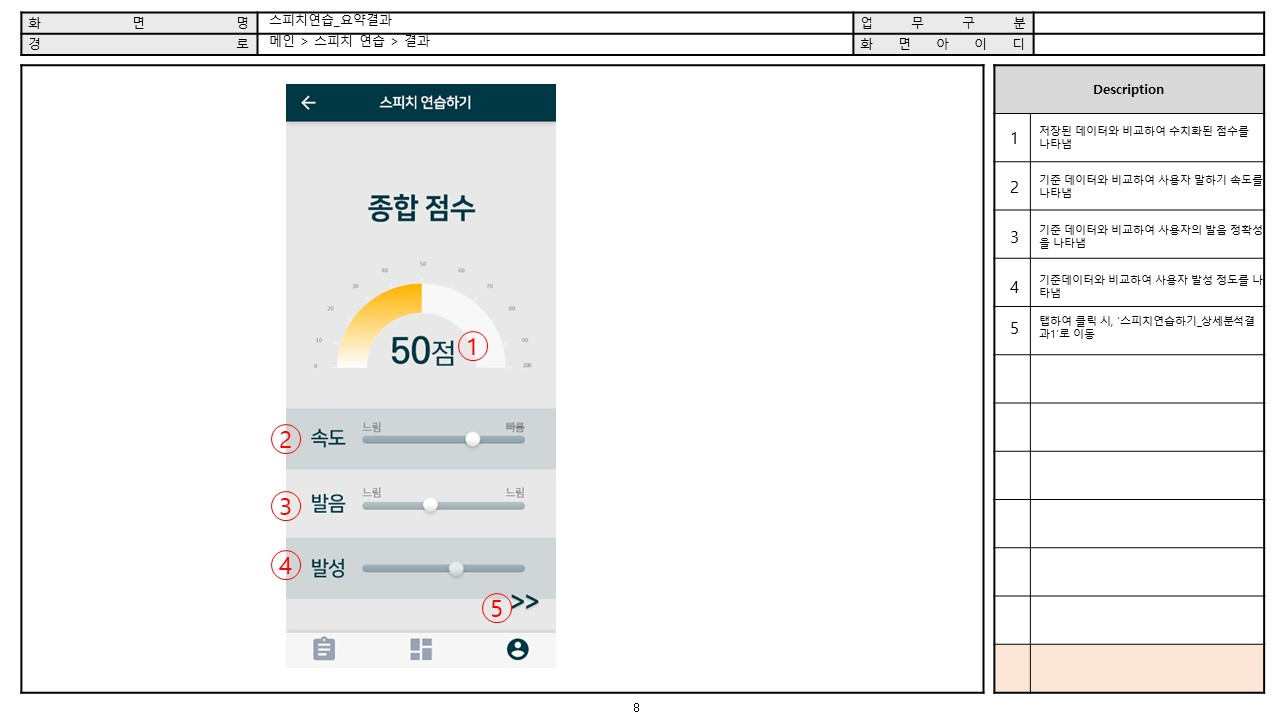 화 면 명 스피치연습_요약결과 업 무 구 분
경 로 메인 > 스피치 연습 > 결과 화 면 아 이 디
스피치 연습하기
종합 점수
0 10 20 30 40 50 60 70 80 90 100
50점 1
2 속도 느림 빠름
3 발음 느림 느림
4 발성
5 >>
Description
1 저장된 데이터와 비교하여 수치화된 점수를
나타냄
2 기준 데이터와 비교하여 사용자 말하기 속도를
나타냄
3 기준 데이터와 비교하여 사용자의 발음 정확성
을 나타냄
4 기준데이터와 비교하여 사용자 발성 정도를 나
타냄
5 탭하여 클릭 시, '스피치연습하기_상세분석결
과1'로 이동
8